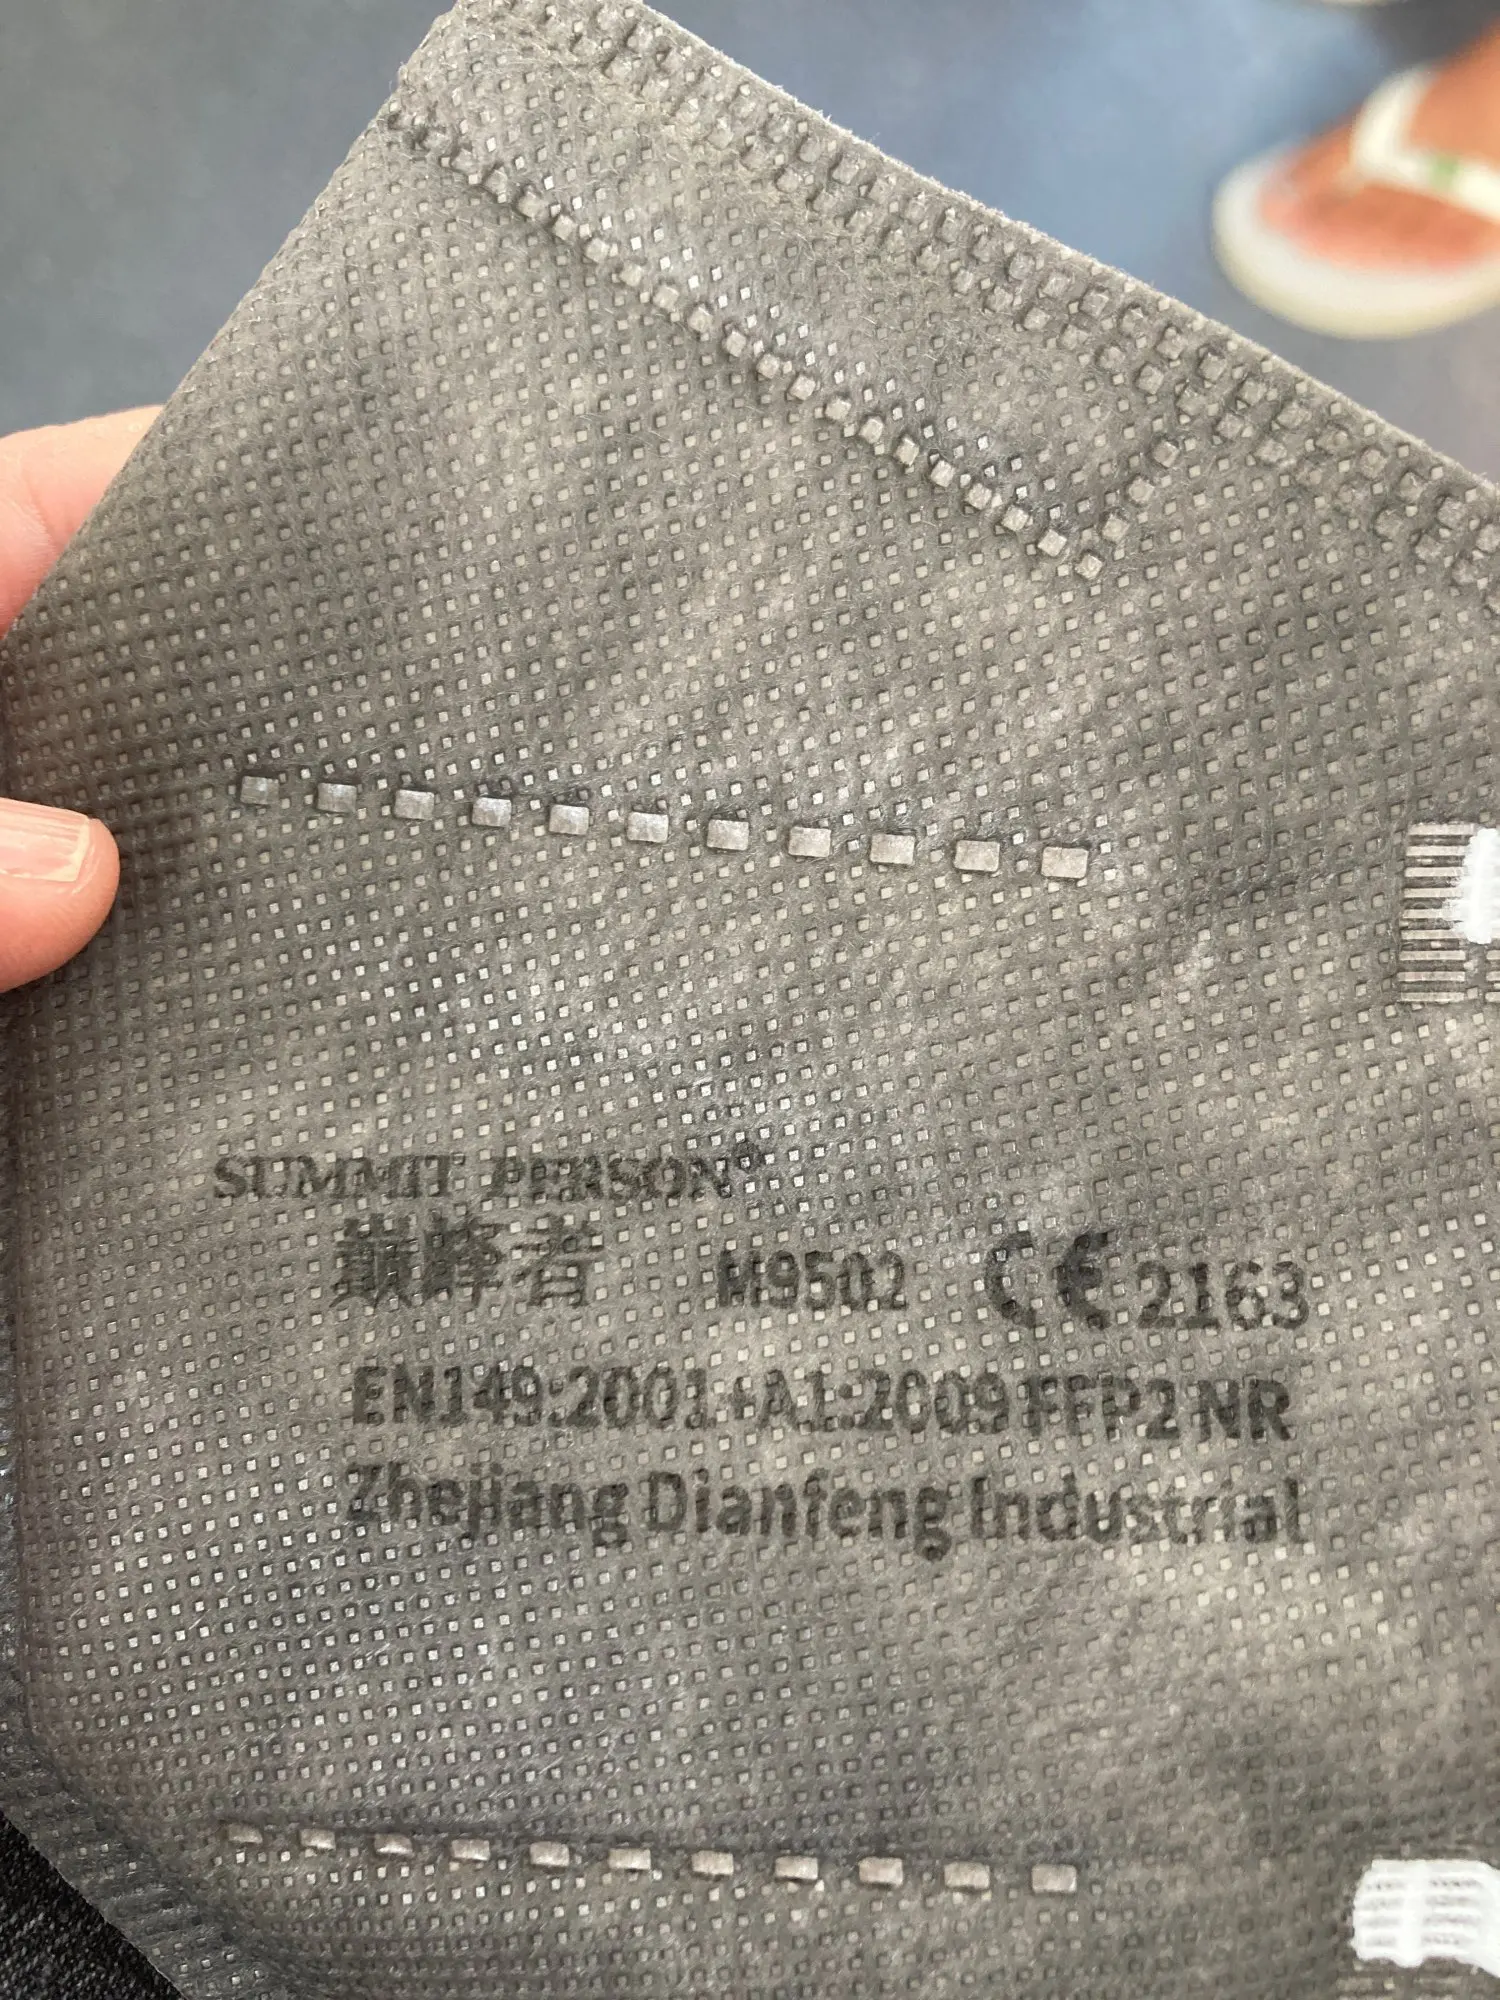 SUMMIT PERSON®
巅峰者 M9502 CE 2163
EN149:2001+A1:2009 FFP2 NR
Zhejiang Dianfeng Industrial